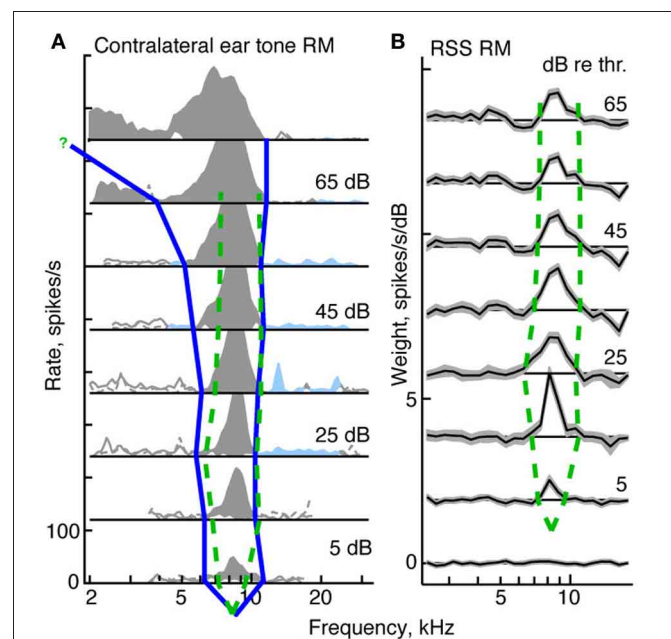 A Contralateral ear tone RM
?
65 dB
45 dB
25 dB
5 dB
100
0
2 5 10 20
Rate, spikes/s
B RSS RM
dB re thr.
65
45
25
5
5
0
5 10
Weight, spikes/s/dB
Frequency, kHz